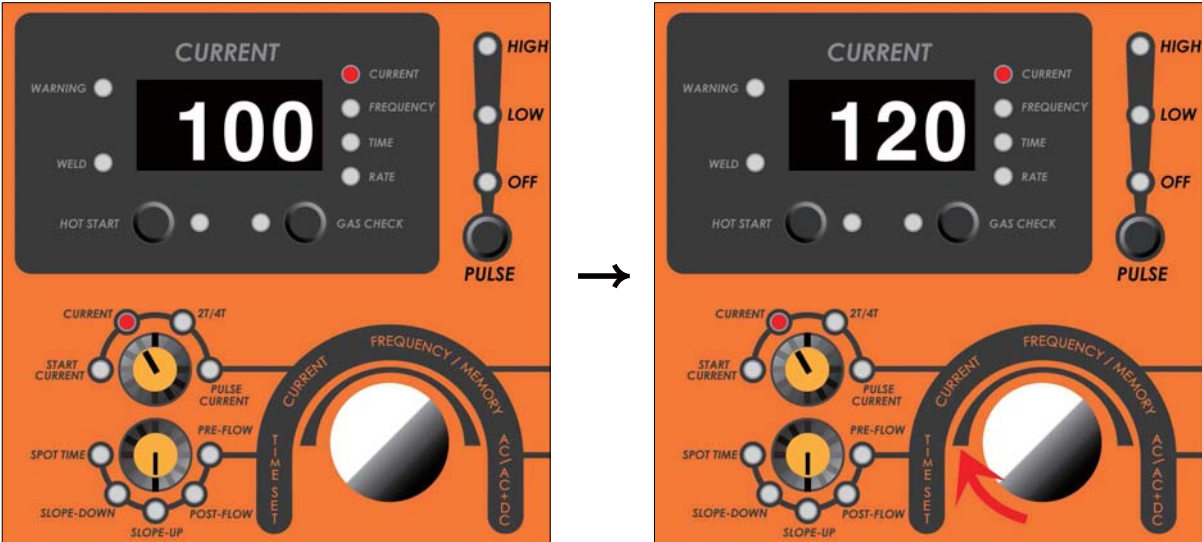 CURRENT
WARNING
100
CURRENT
FREQUENCY
TIME
RATE
WELD
HOT START
GAS CHECK
HIGH
LOW
OFF
PULSE
CURRENT
2T/4T
START
CURRENT
PULSE
CURRENT
PRE-FLOW
SPOT TIME
SLOPE-DOWN
POST-FLOW
SLOPE-UP
TIME SET
CURRENT
FREQUENCY / MEMORY
AC/AC+DC
→
CURRENT
WARNING
120
CURRENT
FREQUENCY
TIME
RATE
WELD
HOT START
GAS CHECK
HIGH
LOW
OFF
PULSE
CURRENT
2T/4T
START
CURRENT
PULSE
CURRENT
PRE-FLOW
SPOT TIME
SLOPE-DOWN
POST-FLOW
SLOPE-UP
TIME SET
CURRENT
FREQUENCY / MEMORY
AC/AC+DC